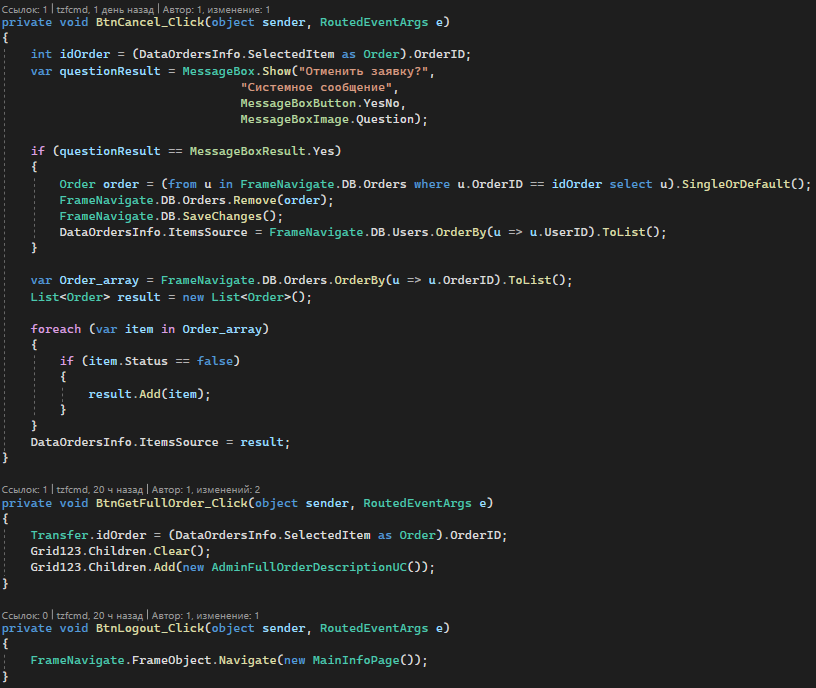 Ссылок: 1 | tzfcmd, 1 день назад | Автор: 1, изменение: 1
private void BtnCancel_Click(object sender, RoutedEventArgs e)
{
int idOrder = (DataOrdersInfo.SelectedItem as Order).OrderID;
var questionResult = MessageBox.Show("Отменить заявку?",
"Системное сообщение",
MessageBoxButton.YesNo,
MessageBoxImage.Question);
if (questionResult == MessageBoxResult.Yes)
{
Order order = (from u in FrameNavigate.DB.Orders where u.OrderID == idOrder select u).SingleOrDefault();
FrameNavigate.DB.Orders.Remove(order);
FrameNavigate.DB.SaveChanges();
DataOrdersInfo.ItemsSource = FrameNavigate.DB.Users.OrderBy(u => u.UserID).ToList();
}
var Order_array = FrameNavigate.DB.Orders.OrderBy(u => u.OrderID).ToList();
List<Order> result = new List<Order>();
foreach (var item in Order_array)
{
if (item.Status == false)
{
result.Add(item);
}
}
DataOrdersInfo.ItemsSource = result;
}
Ссылок: 1 | tzfcmd, 20 ч назад | Автор: 1, изменений: 2
private void BtnGetFullOrder_Click(object sender, RoutedEventArgs e)
{
Transfer.idOrder = (DataOrdersInfo.SelectedItem as Order).OrderID;
Grid123.Children.Clear();
Grid123.Children.Add(new AdminFullOrderDescriptionUC());
}
Ссылок: 0 | tzfcmd, 20 ч назад | Автор: 1, изменение: 1
private void BtnLogout_Click(object sender, RoutedEventArgs e)
{
FrameNavigate.FrameObject.Navigate(new MainInfoPage());
}